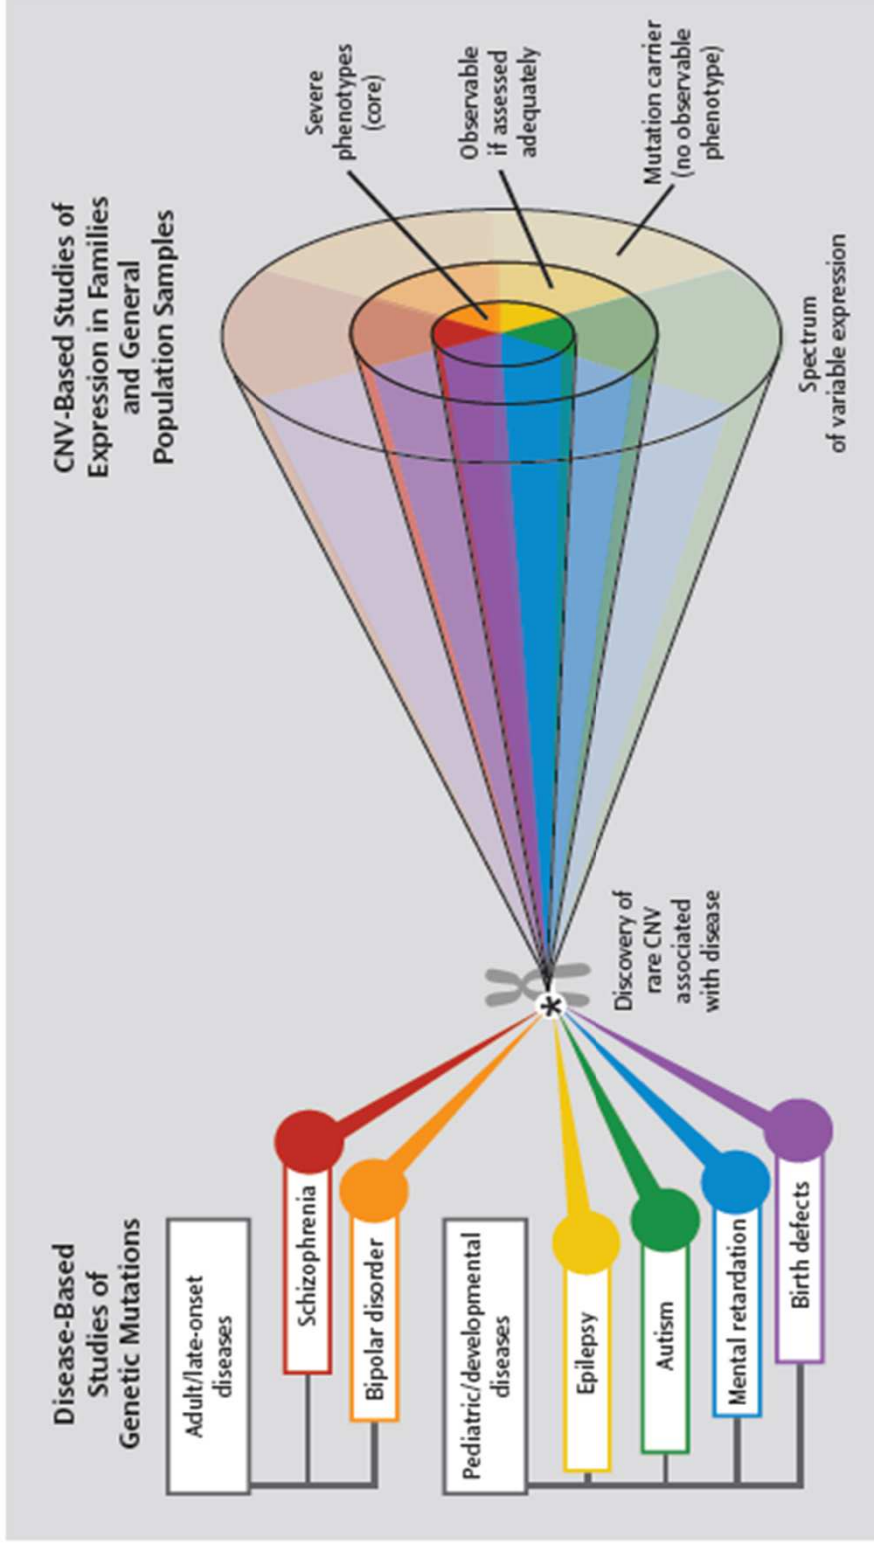 Disease-Based
Studies of
Genetic Mutations
Adult/late-onset
diseases
Schizophrenia
Bipolar disorder
Pediatric/developmental
diseases
Epilepsy
Autism
Mental retardation
Birth defects
*
Discovery of
rare CNV
associated
with disease
CNV-Based Studies of
Expression in Families
and General
Population Samples
Severe
phenotypes
(core)
Observable
if assessed
adequately
Mutation carrier
(no observable
phenotype)
Spectrum
of variable expression